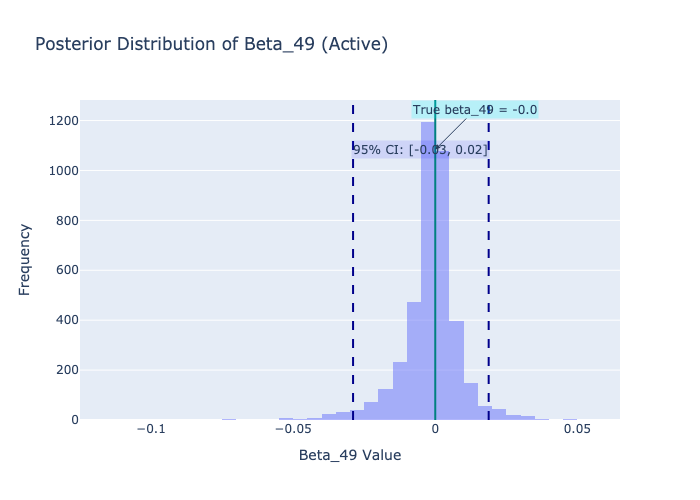 Posterior Distribution of Beta_49 (Active)
True beta_49 = -0.0
95% CI: [-0.03, 0.02]
1200
1000
800
600
400
200
0
Frequency
−0.1
−0.05
0
0.05
Beta_49 Value